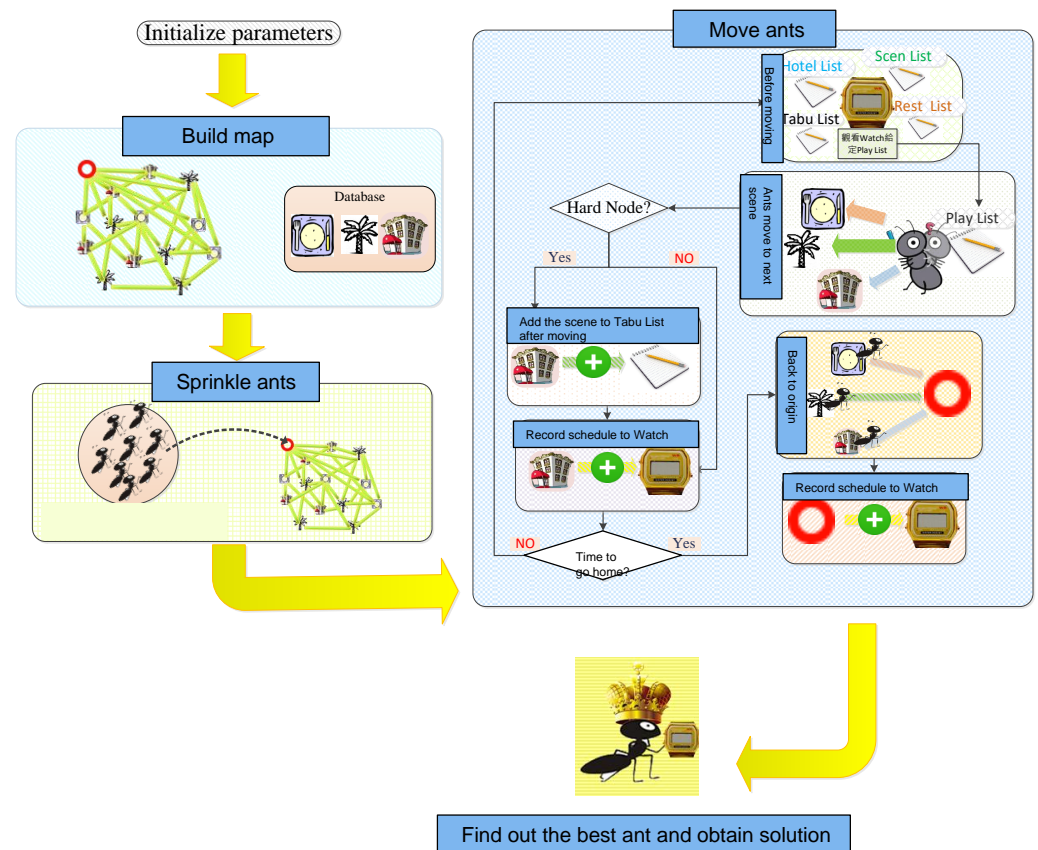 Initialize parameters
Build map
Database
Sprinkle ants
Move ants
Before moving
Hotel List
Scen List
Tabu List
Rest List
觀看Watch給
定Play List
Ants move to next
scene
Play List
Hard Node?
Yes
NO
Add the scene to Tabu List
after moving
Record schedule to Watch
Time to
go home?
NO
Yes
Back to origin
Record schedule to Watch
Find out the best ant and obtain solution